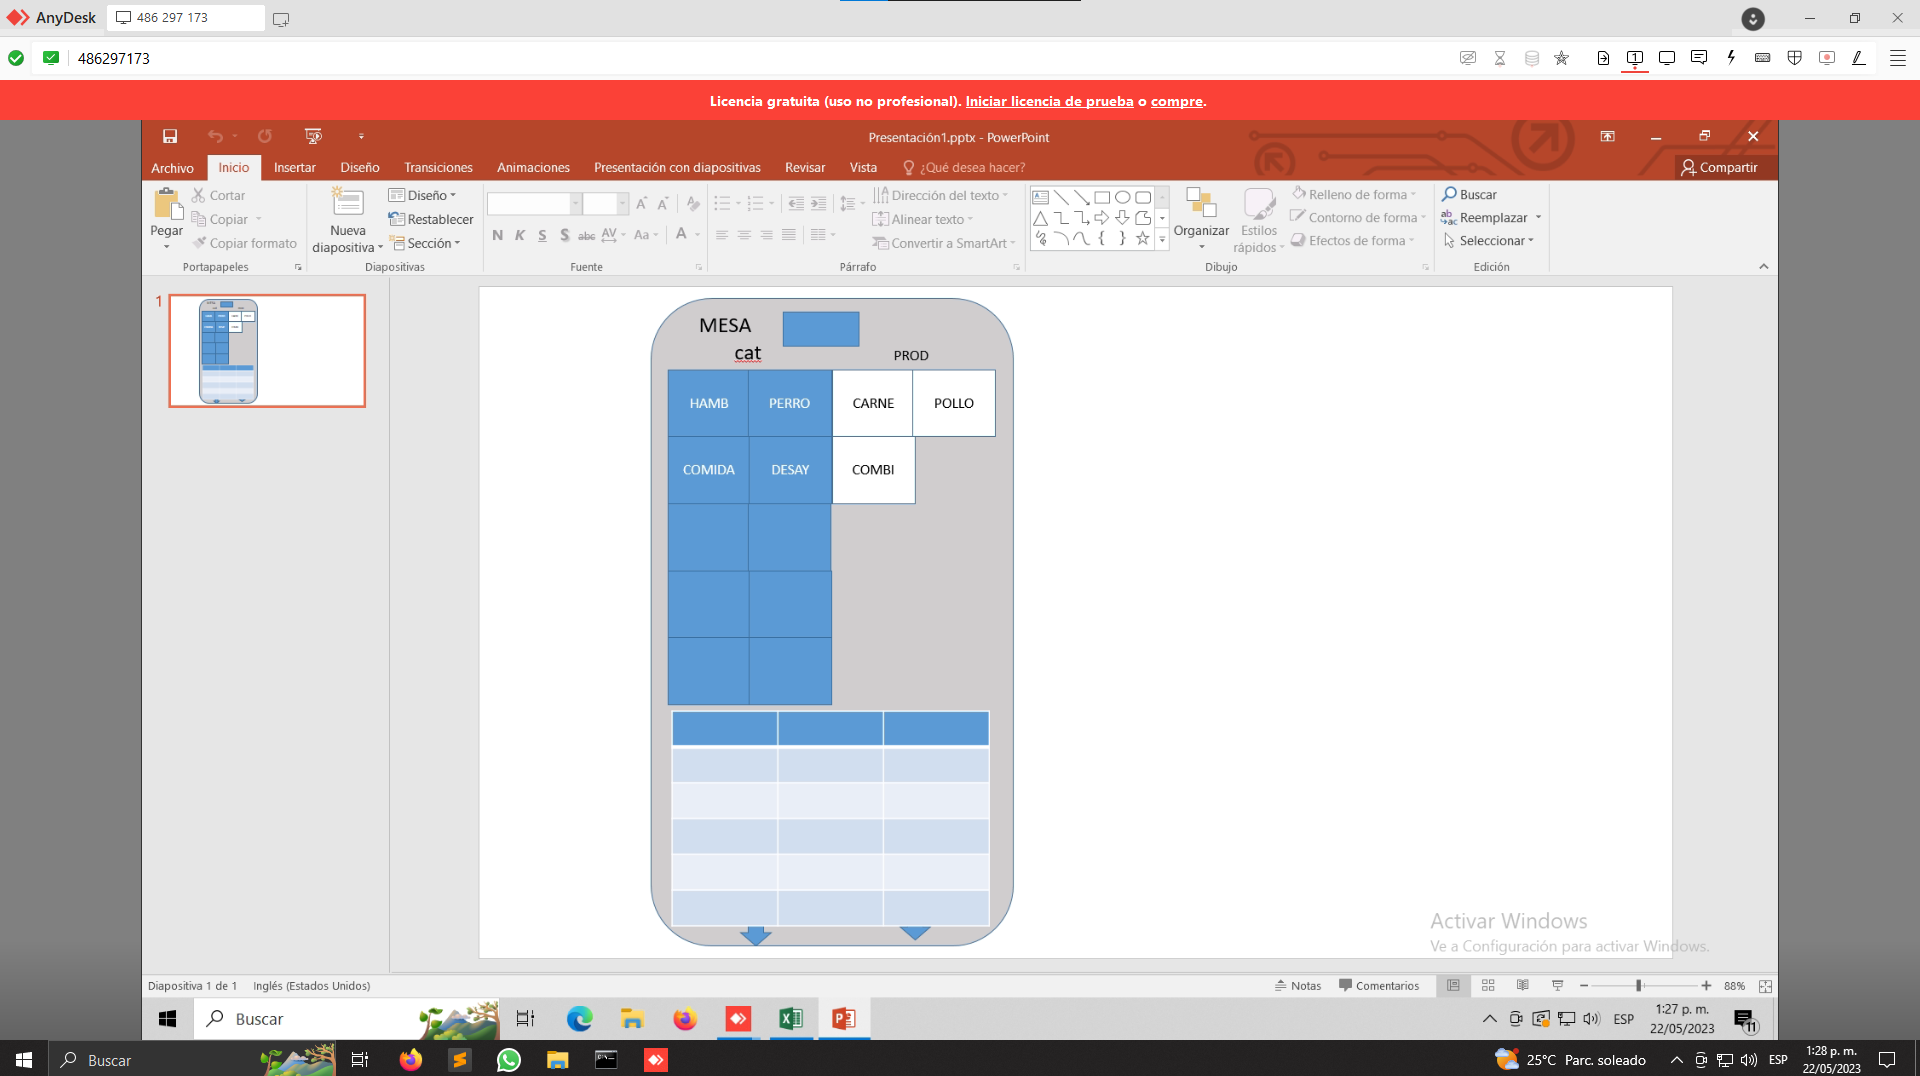 AnyDesk
486 297 173
486297173
Licencia gratuita (uso no profesional). Iniciar licencia de prueba o compre.
Presentación1.pptx - PowerPoint
Archivo Inicio Insertar Diseño Transiciones Animaciones Presentación con diapositivas Revisar Vista ¿Qué desea hacer? Compartir
Pegar
Cortar
Copiar
Copiar formato
Portapapeles
Nueva diapositiva
Diseño
Restablecer
Sección
Diapositivas
N K S S abc AV Aa A
Fuente
Dirección del texto
Alinear texto
Convertir a SmartArt
Párrafo
Organizar
Estilos rápidos
Relleno de forma
Contorno de forma
Efectos de forma
Dibujo
Buscar
Reemplazar
Seleccionar
Edición
1
MESA
cat
PROD
HAMB PERRO CARNE POLLO
COMIDA DESAY COMBI
Activar Windows
Ve a Configuración para activar Windows.
Diapositiva 1 de 1 Inglés (Estados Unidos)
Notas Comentarios 88%
Buscar
ESP
1:27 p. m.
22/05/2023
11
Buscar
25°C Parc. soleado
ESP
1:28 p. m.
22/05/2023